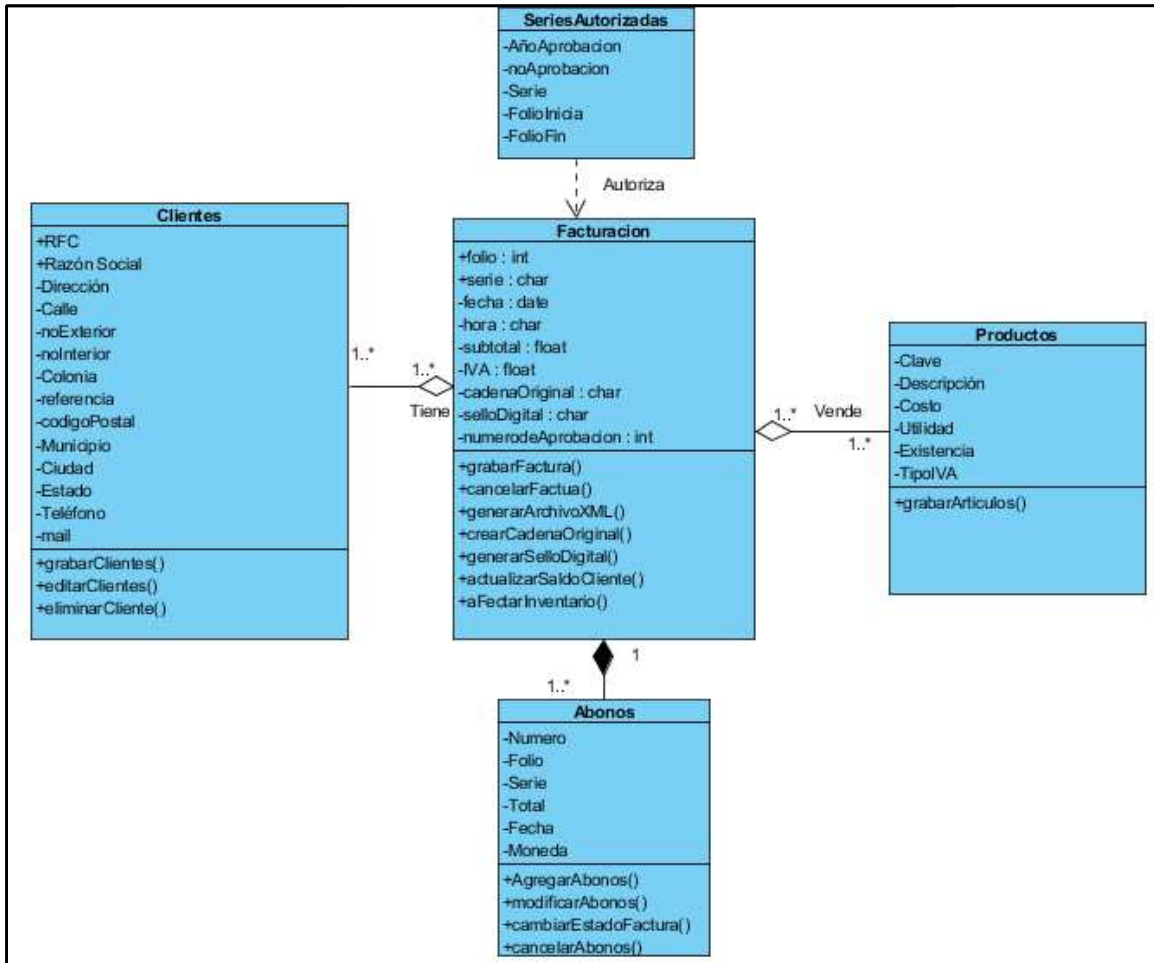 SeriesAutorizadas
-AñoAprobacion
-noAprobacion
-Serie
-FolioInicia
-FolioFin
Autoriza
Clientes
+RFC
+Razón Social
-Dirección
-Calle
-noExterior
-noInterior
-Colonia
-referencia
-codigoPostal
-Municipio
-Ciudad
-Estado
-Teléfono
-mail
+grabarClientes()
+editarClientes()
+eliminarCliente()
1..*
1..*
Tiene
Facturacion
+folio : int
+serie : char
-fecha : date
-hora : char
-subtotal : float
-IVA : float
-cadenaOriginal : char
-selloDigital : char
-numerodeAprobacion : int
+grabarFactura()
+cancelarFactua()
+generarArchivoXML()
+crearCadenaOriginal()
+generarSelloDigital()
+actualizarSaldoCliente()
+aFectarInventario()
1..*
Vende
1..*
Productos
-Clave
-Descripción
-Costo
-Utilidad
-Existencia
-TipoIVA
+grabarArticulos()
1
1..*
Abonos
-Numero
-Folio
-Serie
-Total
-Fecha
-Moneda
+AgregarAbonos()
+modificarAbonos()
+cambiarEstadoFactura()
+cancelarAbonos()